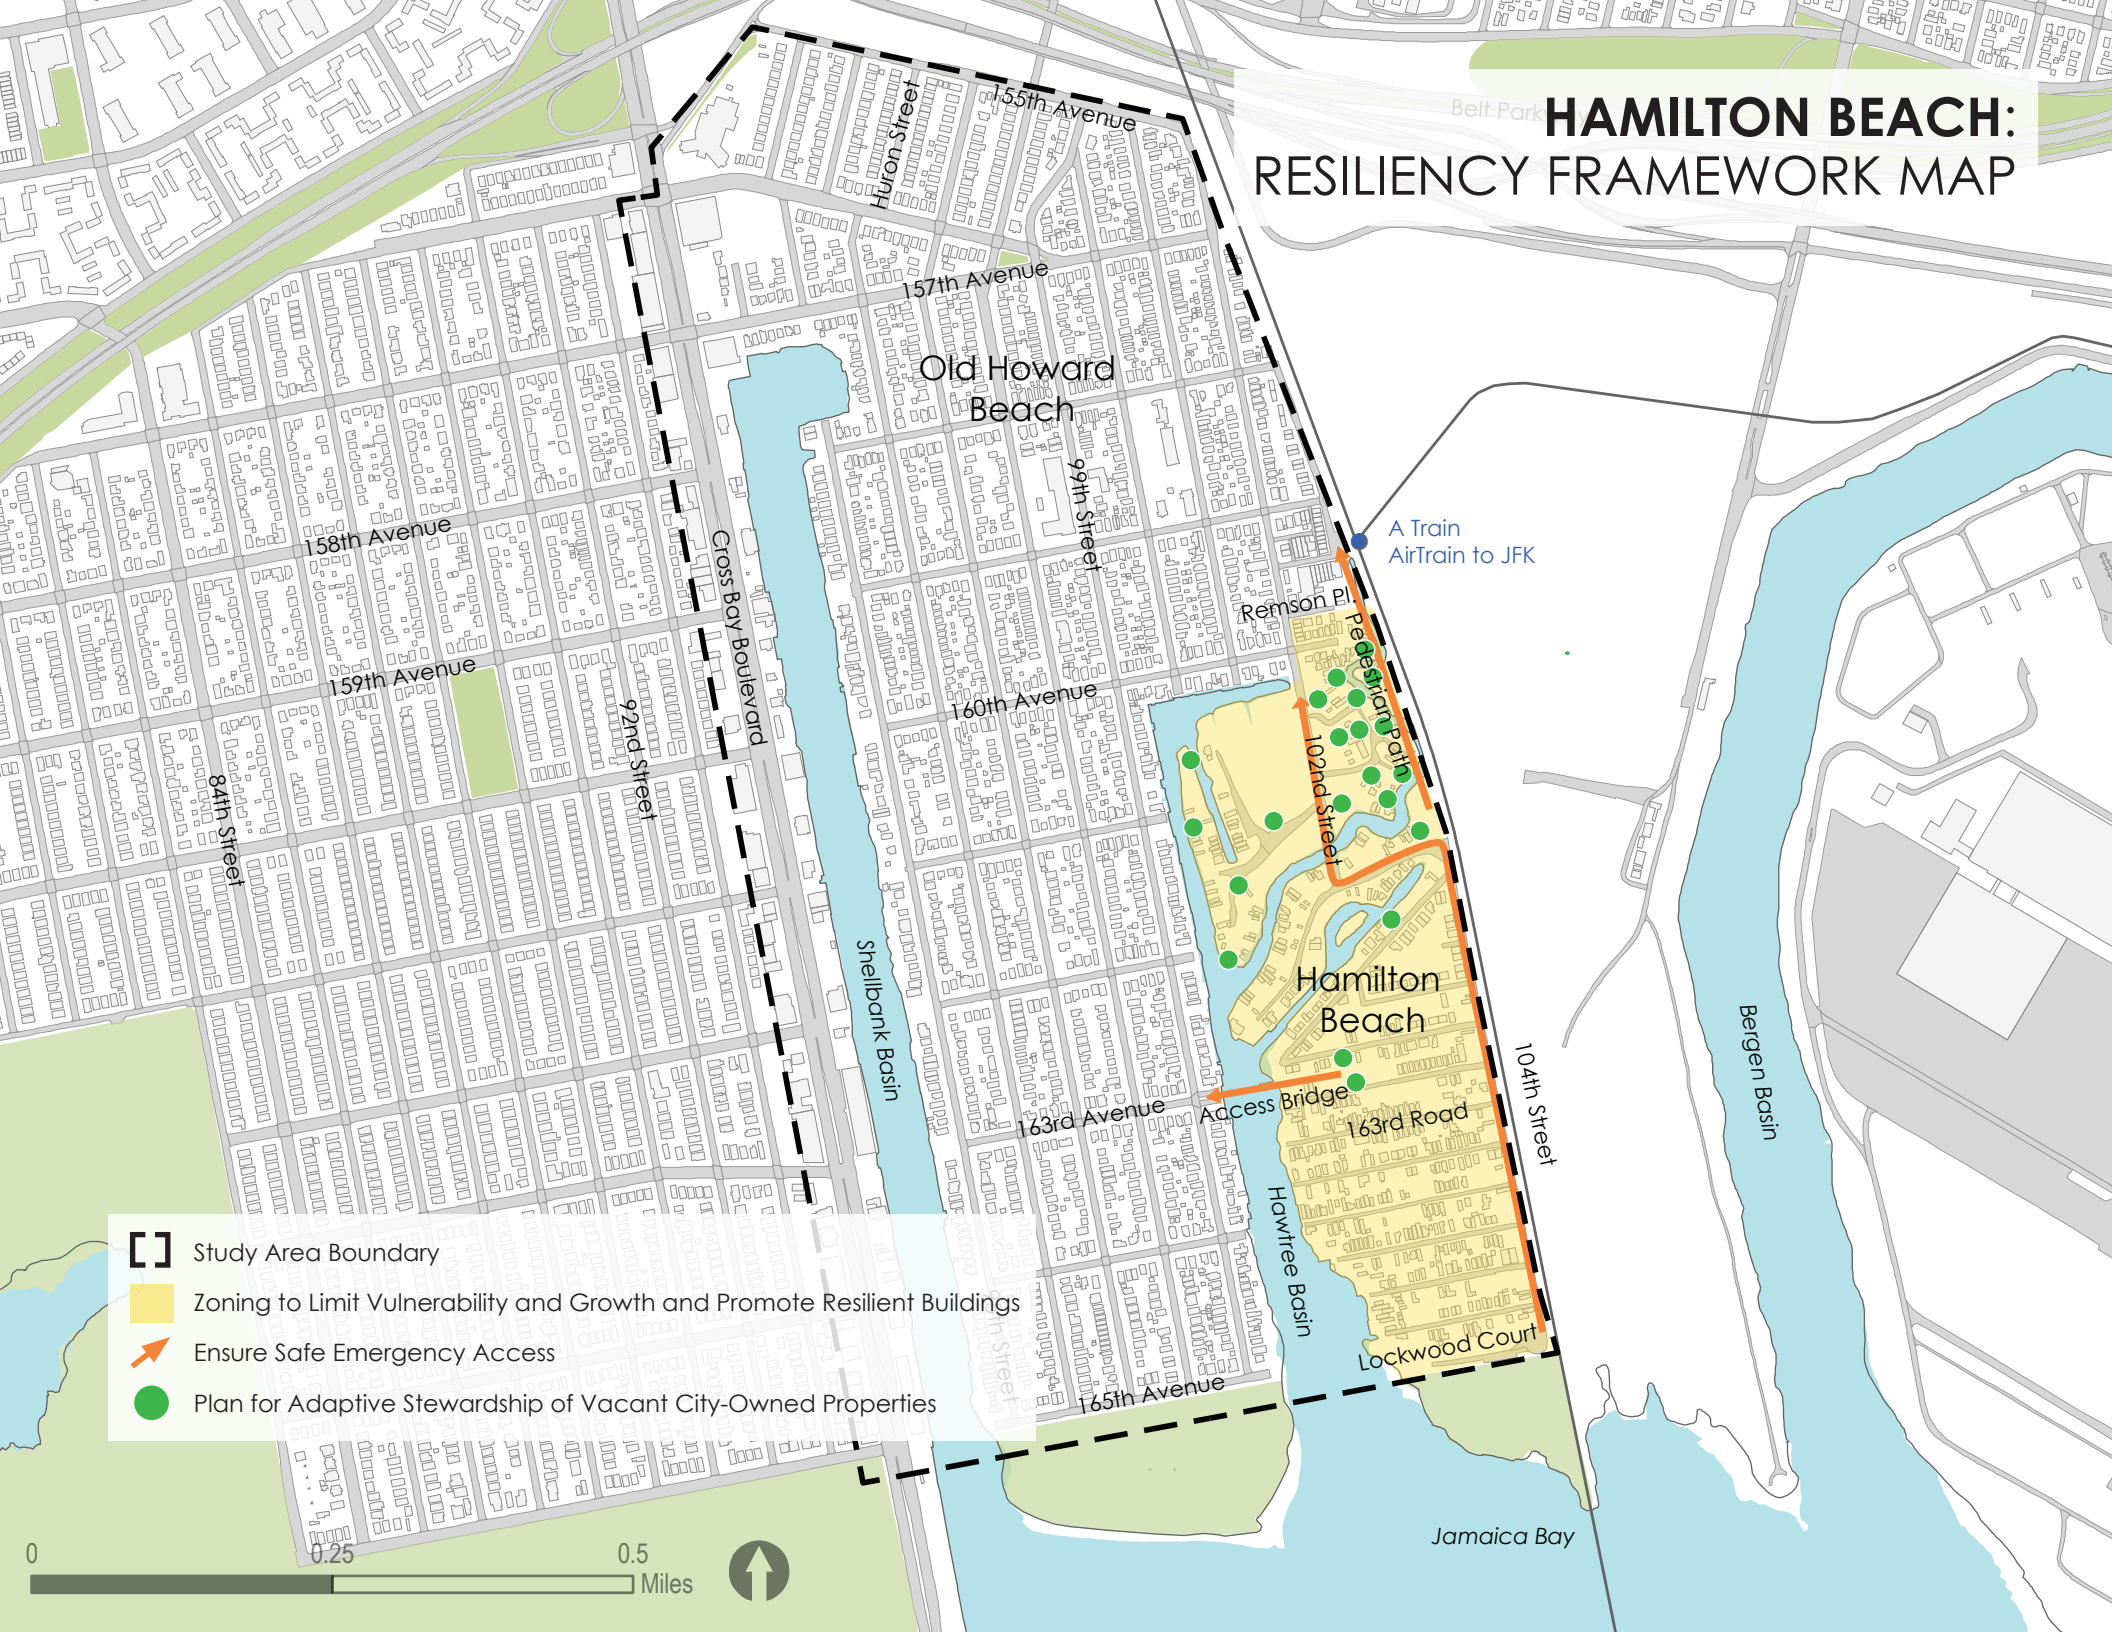 Belt Parkway
HAMILTON BEACH:
RESILIENCY FRAMEWORK MAP
155th Avenue
Huron Street
157th Avenue
Old Howard
Beach
99th Street
A Train
AirTrain to JFK
158th Avenue
Cross Bay Boulevard
Remson Pl.
Pedestrian Path
159th Avenue
160th Avenue
92nd Street
102nd Street
84th Street
Shellbank Basin
Hamilton
Beach
Bergen Basin
104th Street
163rd Avenue
Access Bridge
163rd Road
Hawtree Basin
Study Area Boundary
Zoning to Limit Vulnerability and Growth and Promote Resilient Buildings
Ensure Safe Emergency Access
Plan for Adaptive Stewardship of Vacant City-Owned Properties
Street
Lockwood Court
165th Avenue
Jamaica Bay
0
0.25
0.5
Miles